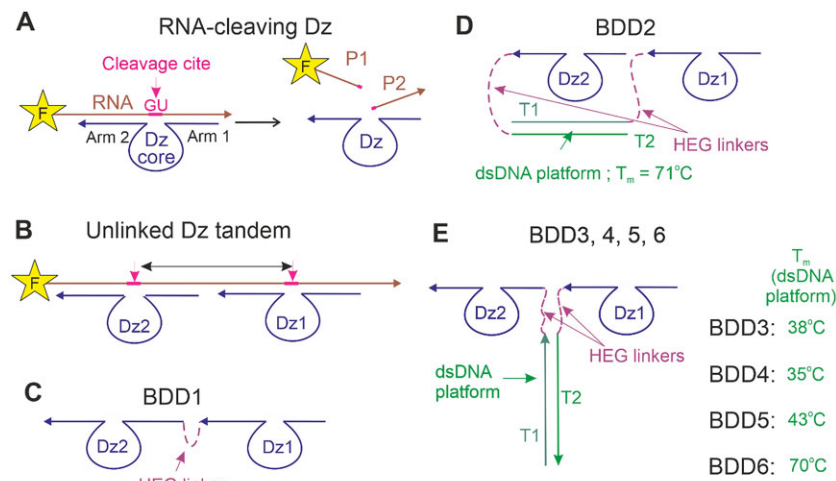 A
RNA-cleaving Dz
Cleavage cite
F
RNA
GU
Arm 2
Dz core
Arm 1
F
P1
P2
Dz
B
Unlinked Dz tandem
F
Dz2
Dz1
C
BDD1
Dz2
Dz1
D
BDD2
Dz2
Dz1
T1
T2
HEG linkers
dsDNA platform ; Tm = 71°C
E
BDD3, 4, 5, 6
Dz2
Dz1
HEG linkers
dsDNA
platform
T2
T1
Tm
(dsDNA
platform)
BDD3: 38°C
BDD4: 35°C
BDD5: 43°C
BDD6: 70°C